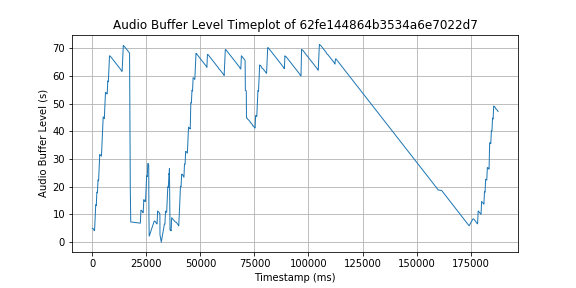 Audio Buffer Level Timeplot of 62fe144864b3534a6e7022d7
Audio Buffer Level (s)
70
60
50
40
30
20
10
0
0 25000 50000 75000 100000 125000 150000 175000
Timestamp (ms)